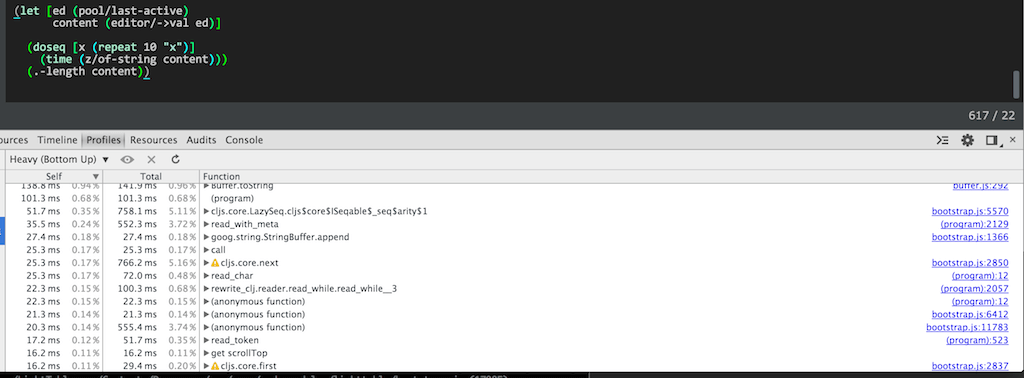 (let [ed (pool/last-active)
content (editor/->val ed)]
(doseq [x (repeat 10 "x")]
(time (z/of-string content)))
(.-length content))
617 / 22
ources Timeline Profiles Resources Audits Console
Heavy (Bottom Up) ▼
Self ▼ Total Function
138.8 ms 0.94% 141.9 ms 0.96% ▶ Buffer.toString buffer.js:292
101.3 ms 0.68% 101.3 ms 0.68% (program)
51.7 ms 0.35% 758.1 ms 5.11% ▶ cljs.core.LazySeq.cljs$core$ISeqable$_seq$arity$1 bootstrap.js:5570
35.5 ms 0.24% 552.3 ms 3.72% ▶ read_with_meta (program):2129
27.4 ms 0.18% 27.4 ms 0.18% ▶ goog.string.StringBuffer.append bootstrap.js:1366
25.3 ms 0.17% 25.3 ms 0.17% ▶ call
25.3 ms 0.17% 766.2 ms 5.16% ▶ cljs.core.next bootstrap.js:2850
25.3 ms 0.17% 72.0 ms 0.48% ▶ read_char (program):12
22.3 ms 0.15% 100.3 ms 0.68% ▶ rewrite_clj.reader.read_while.read_while__3 (program):2057
22.3 ms 0.15% 22.3 ms 0.15% ▶ (anonymous function) (program):12
21.3 ms 0.14% 21.3 ms 0.14% ▶ (anonymous function) bootstrap.js:6412
20.3 ms 0.14% 555.4 ms 3.74% ▶ (anonymous function) bootstrap.js:11783
17.2 ms 0.12% 51.7 ms 0.35% ▶ read_token (program):523
16.2 ms 0.11% 16.2 ms 0.11% ▶ get scrollTop
16.2 ms 0.11% 29.4 ms 0.20% ▶ cljs.core.first bootstrap.js:2837